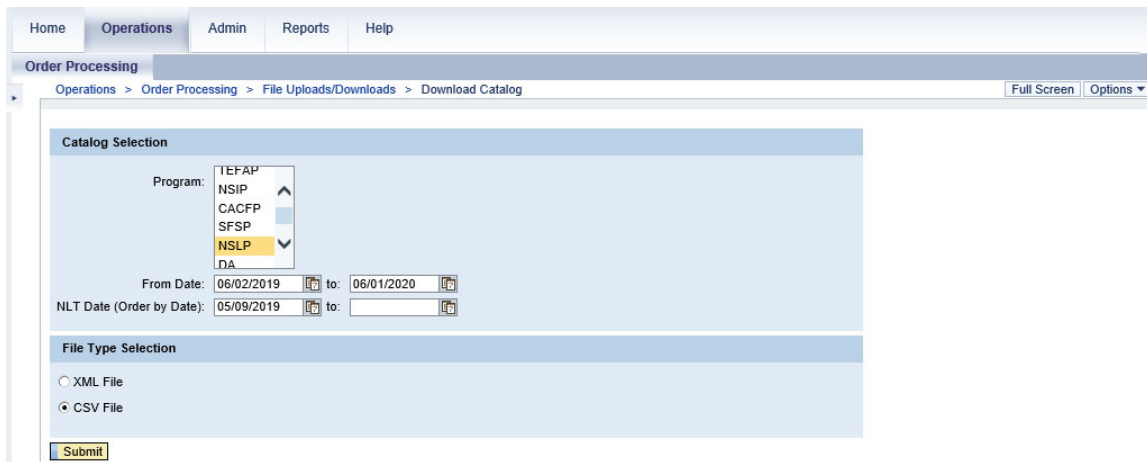 Home Operations Admin Reports Help
Order Processing
Operations > Order Processing > File Uploads/Downloads > Download Catalog Full Screen Options
Catalog Selection
Program:
TEFAP
NSIP
CACFP
SFSP
NSLP
DA
From Date: 06/02/2019 to: 06/01/2020
NLT Date (Order by Date): 05/09/2019 to:
File Type Selection
XML File
CSV File
Submit